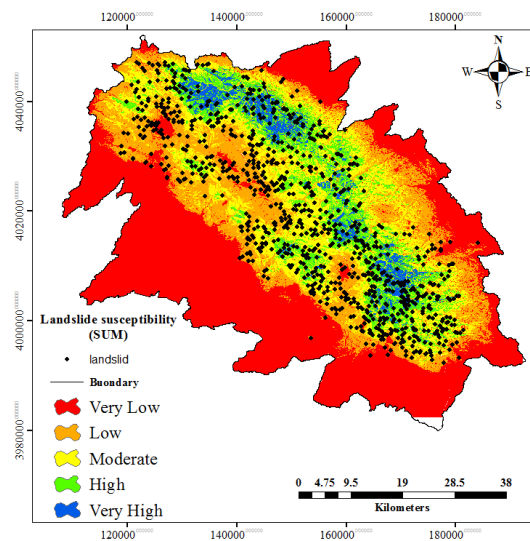 120000 140000 160000 180000
N
W E
S
4040000
4020000
4000000
3980000
Landslide susceptibility
(SUM)
landslid
Buondary
Very Low
Low
Moderate
High
Very High
0 4.75 9.5 19 28.5 38
Kilometers
120000 140000 160000 180000